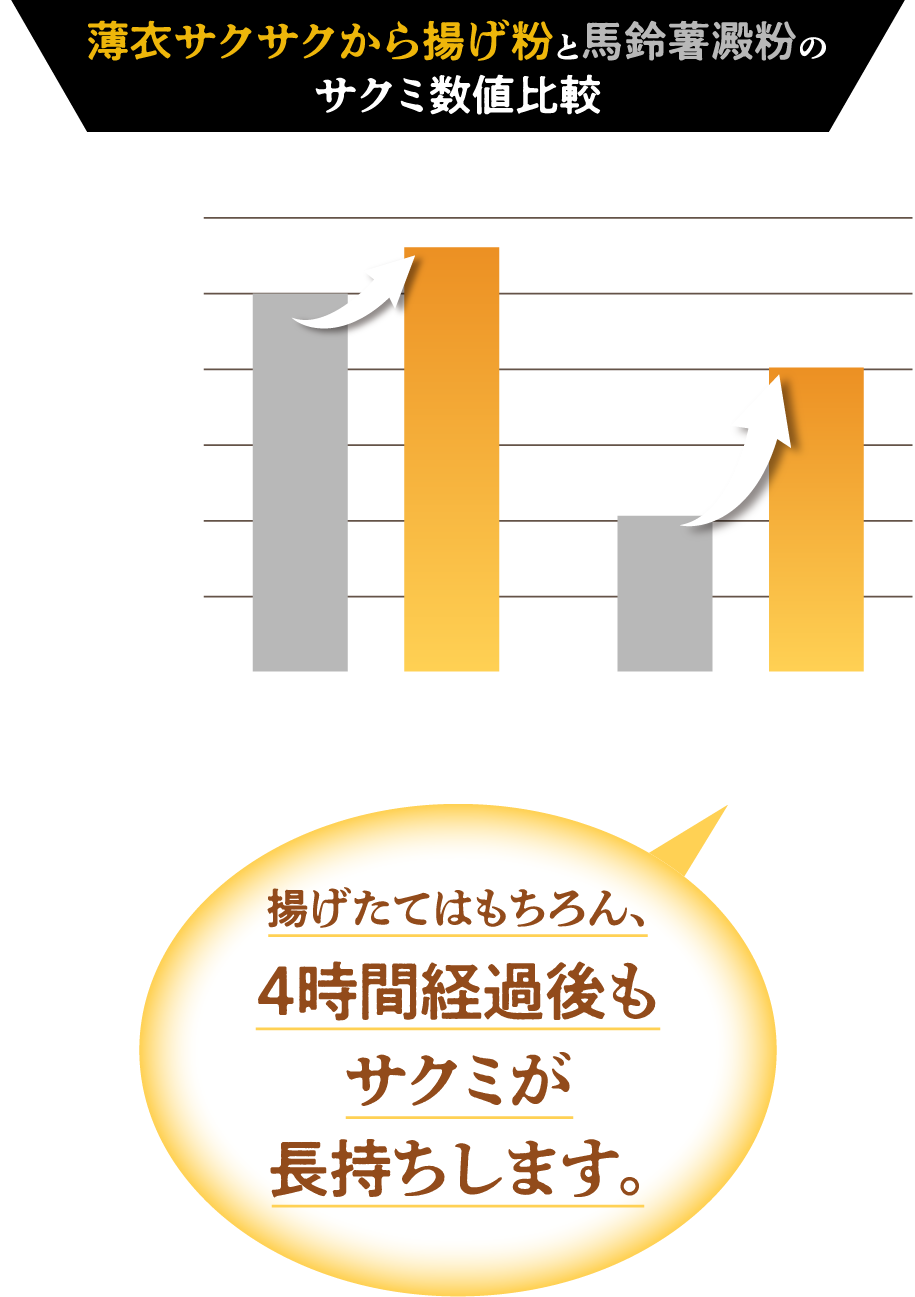 薄衣サクサクから揚げ粉と馬鈴薯澱粉の
サクミ数値比較
揚げたてはもちろん、
4時間経過後も
サクミが
長持ちします。